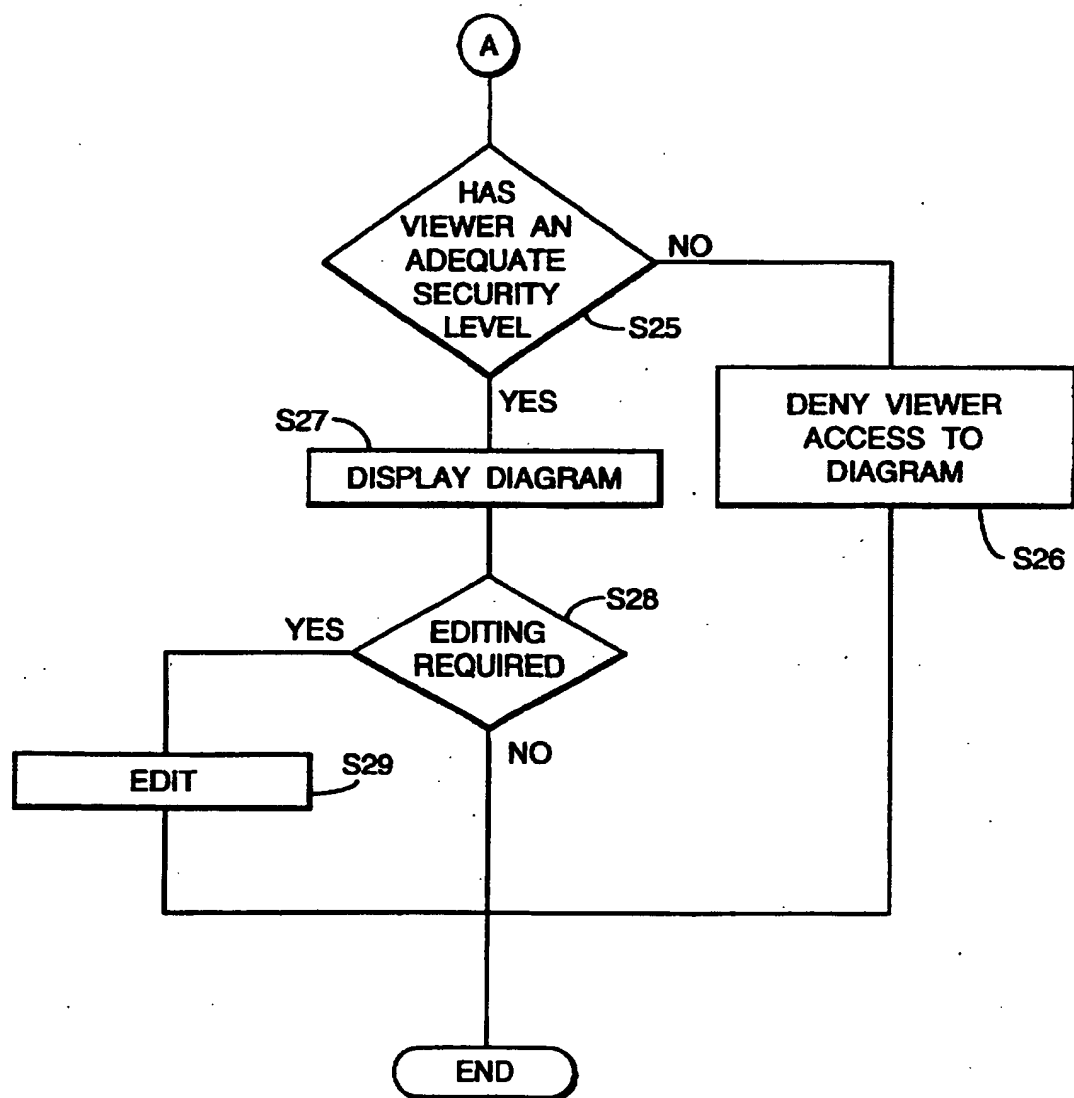 A
HAS
VIEWER AN
ADEQUATE
SECURITY
LEVEL
NO
S25
YES
S27
DISPLAY DIAGRAM
DENY VIEWER
ACCESS TO
DIAGRAM
S26
S28
YES
EDITING
REQUIRED
NO
S29
EDIT
END